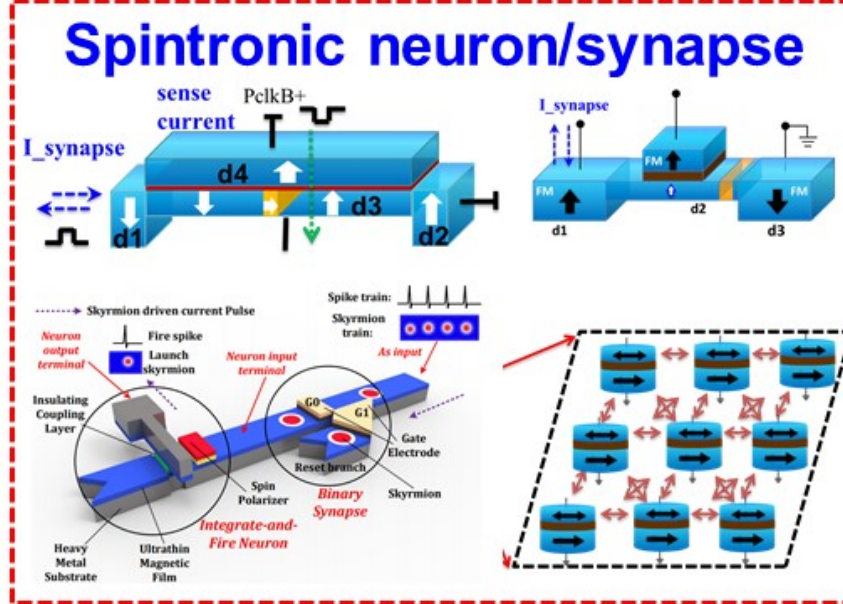 Spintronic neuron/synapse
sense
current
PclkB+
I_synapse
d4
d3
d1
d2
I_synapse
FM
FM
FM
d1
d2
d3
Skyrmion driven current Pulse
Neuron
output
terminal
Fire spike
Launch
skyrmion
Neuron input
terminal
Spike train:
Skyrmion
train:
As input
Insulating
Coupling
Layer
G0
G1
Gate
Electrode
Reset branch
Skyrmion
Spin
Polarizer
Binary
Synapse
Integrate-and-
Fire Neuron
Heavy
Metal
Substrate
Ultrathin
Magnetic
Film